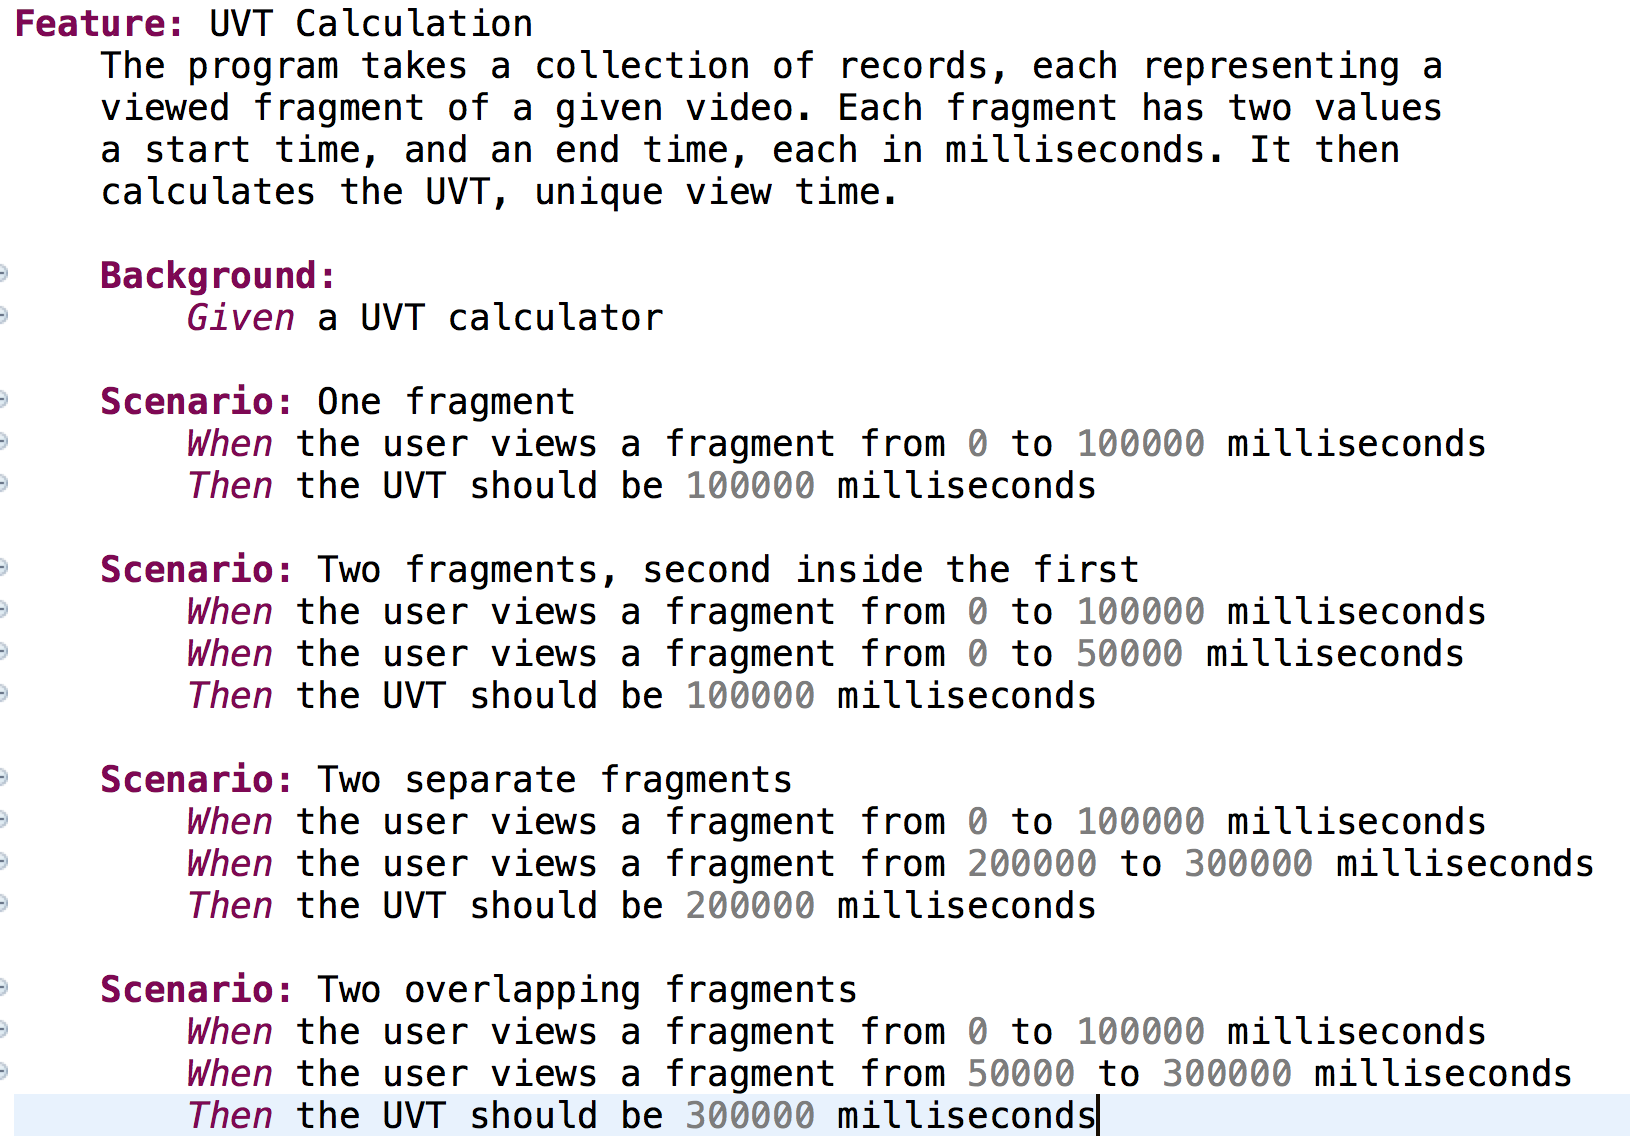 Feature: UVT Calculation
The program takes a collection of records, each representing a
viewed fragment of a given video. Each fragment has two values
a start time, and an end time, each in milliseconds. It then
calculates the UVT, unique view time.
Background:
Given a UVT calculator
Scenario: One fragment
When the user views a fragment from 0 to 100000 milliseconds
Then the UVT should be 100000 milliseconds
Scenario: Two fragments, second inside the first
When the user views a fragment from 0 to 100000 milliseconds
When the user views a fragment from 0 to 50000 milliseconds
Then the UVT should be 100000 milliseconds
Scenario: Two separate fragments
When the user views a fragment from 0 to 100000 milliseconds
When the user views a fragment from 200000 to 300000 milliseconds
Then the UVT should be 200000 milliseconds
Scenario: Two overlapping fragments
When the user views a fragment from 0 to 100000 milliseconds
When the user views a fragment from 50000 to 300000 milliseconds
Then the UVT should be 300000 milliseconds